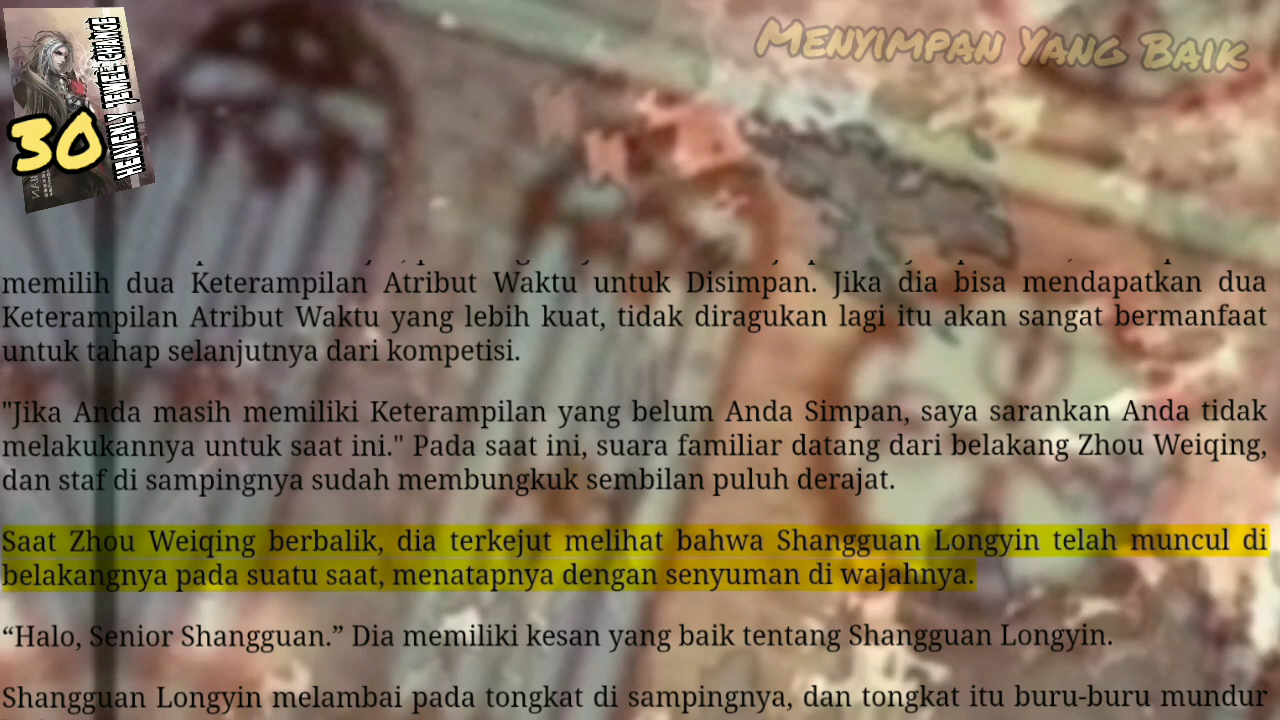 Menyimpan Yang Baik
30
HEAVENLY JEWEL CHANGE
memilih dua Keterampilan Atribut Waktu untuk Disimpan. Jika dia bisa mendapatkan dua
Keterampilan Atribut Waktu yang lebih kuat, tidak diragukan lagi itu akan sangat bermanfaat
untuk tahap selanjutnya dari kompetisi.
"Jika Anda masih memiliki Keterampilan yang belum Anda Simpan, saya sarankan Anda tidak
melakukannya untuk saat ini." Pada saat ini, suara familiar datang dari belakang Zhou Weiqing,
dan staf di sampingnya sudah membungkuk sembilan puluh derajat.
Saat Zhou Weiqing berbalik, dia terkejut melihat bahwa Shangguan Longyin telah muncul di
belakangnya pada suatu saat, menatapnya dengan senyuman di wajahnya.
“Halo, Senior Shangguan.” Dia memiliki kesan yang baik tentang Shangguan Longyin.
Shangguan Longyin melambai pada tongkat di sampingnya, dan tongkat itu buru-buru mundur